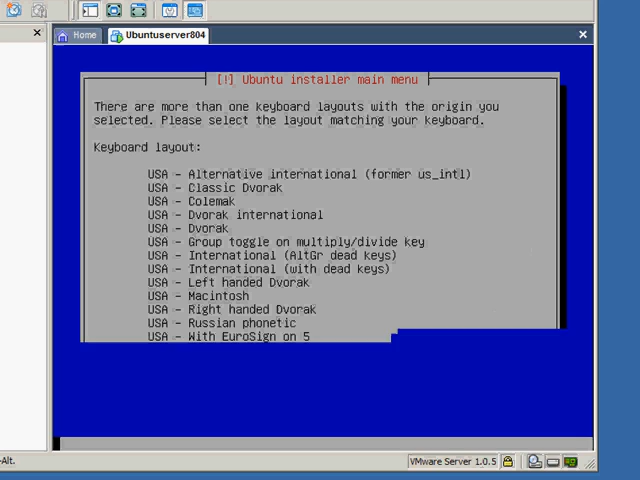 Home
Ubuntuserver804
[!] Ubuntu installer main menu
There are more than one keyboard layouts with the origin you
selected. Please select the layout matching your keyboard.
Keyboard layout:
USA - Alternative international (former us_intl)
USA - Classic Dvorak
USA - Colemak
USA - Dvorak international
USA - Dvorak
USA - Group toggle on multiply/divide key
USA - International (AltGr dead keys)
USA - International (with dead keys)
USA - Left handed Dvorak
USA - Macintosh
USA - Right handed Dvorak
USA - Russian phonetic
USA - With EuroSign on 5
-Alt.
VMware Server 1.0.5